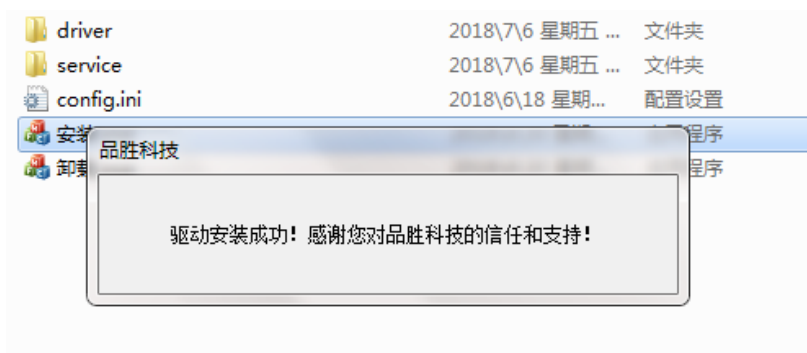 driver 2018\7\6 星期五 ... 文件夹
service 2018\7\6 星期五 ... 文件夹
config.ini 2018\6\18 星期... 配置设置
安装 程序
卸载 程序
品胜科技
驱动安装成功！感谢您对品胜科技的信任和支持！